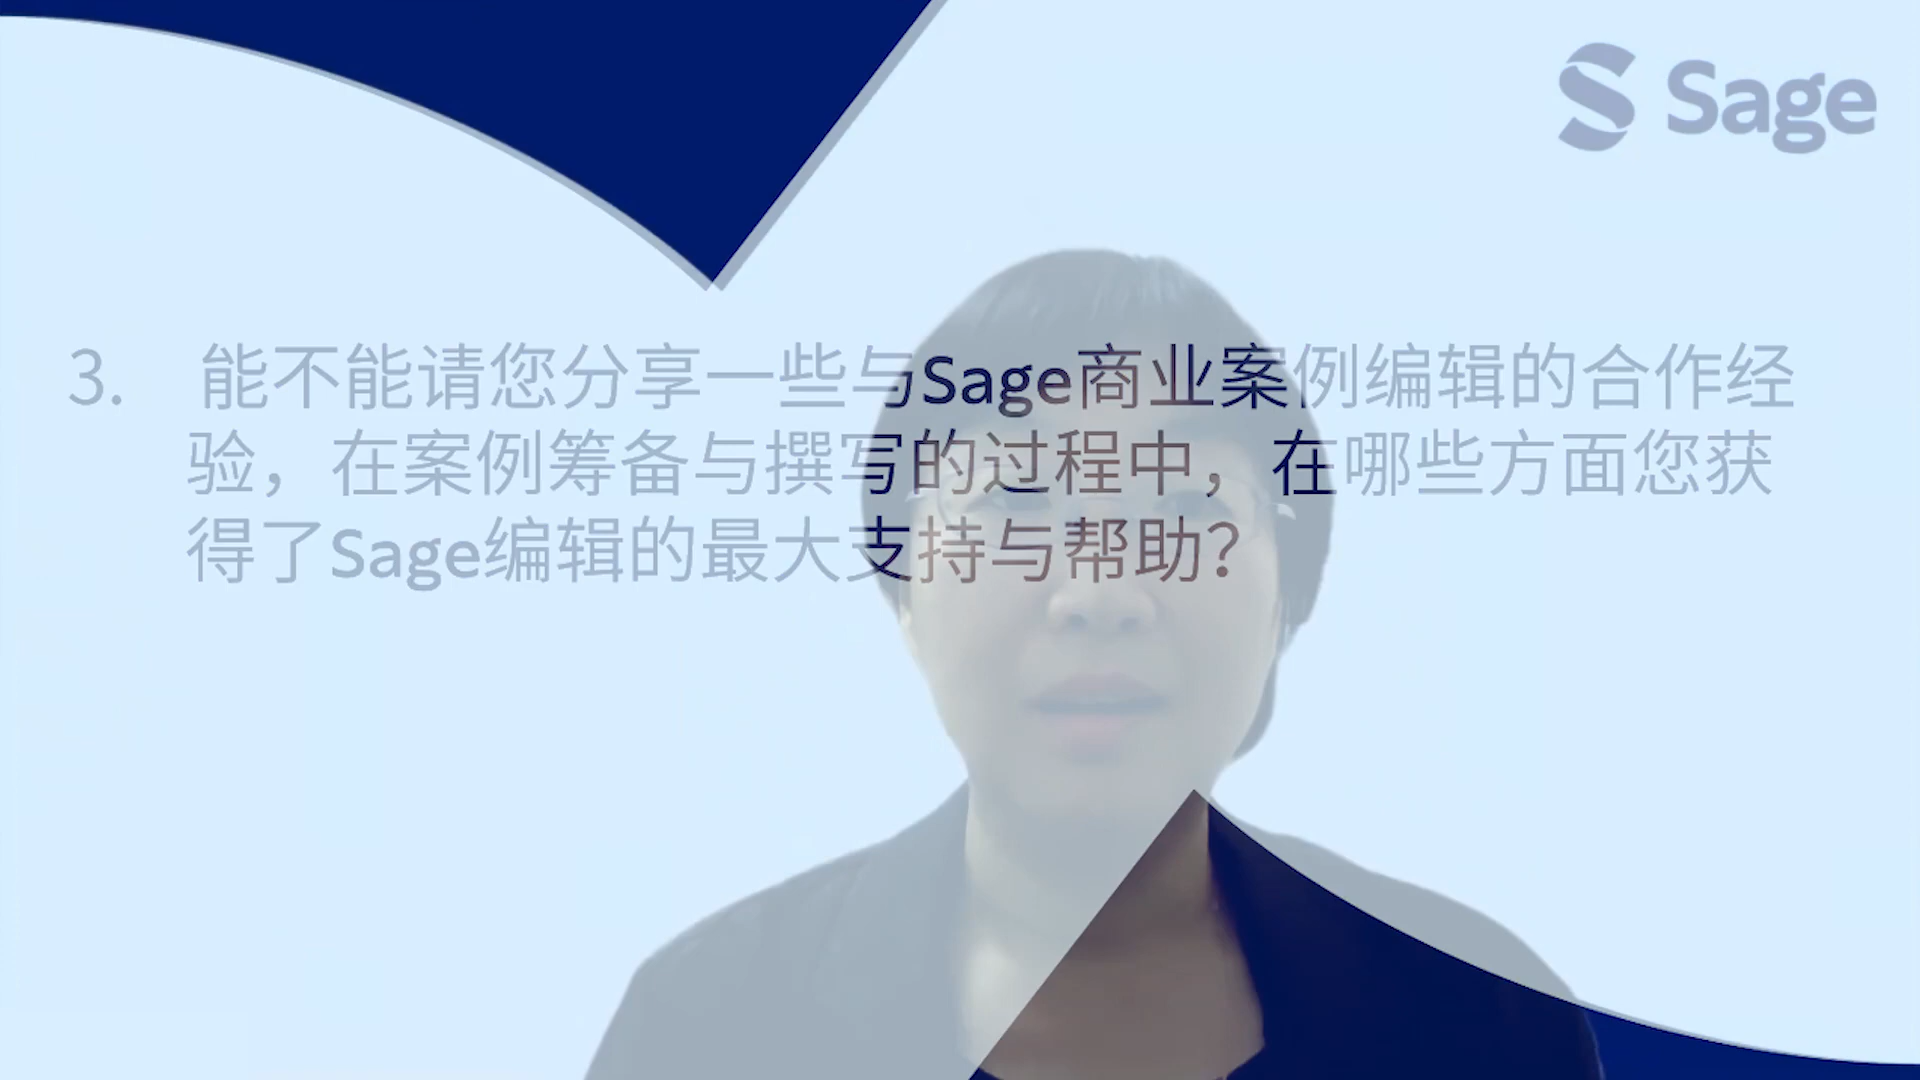 Sage
3. 能不能请您分享一些与Sage商业案例编辑的合作经
验，在案例筹备与撰写的过程中，在哪些方面您获
得了Sage编辑的最大支持与帮助？